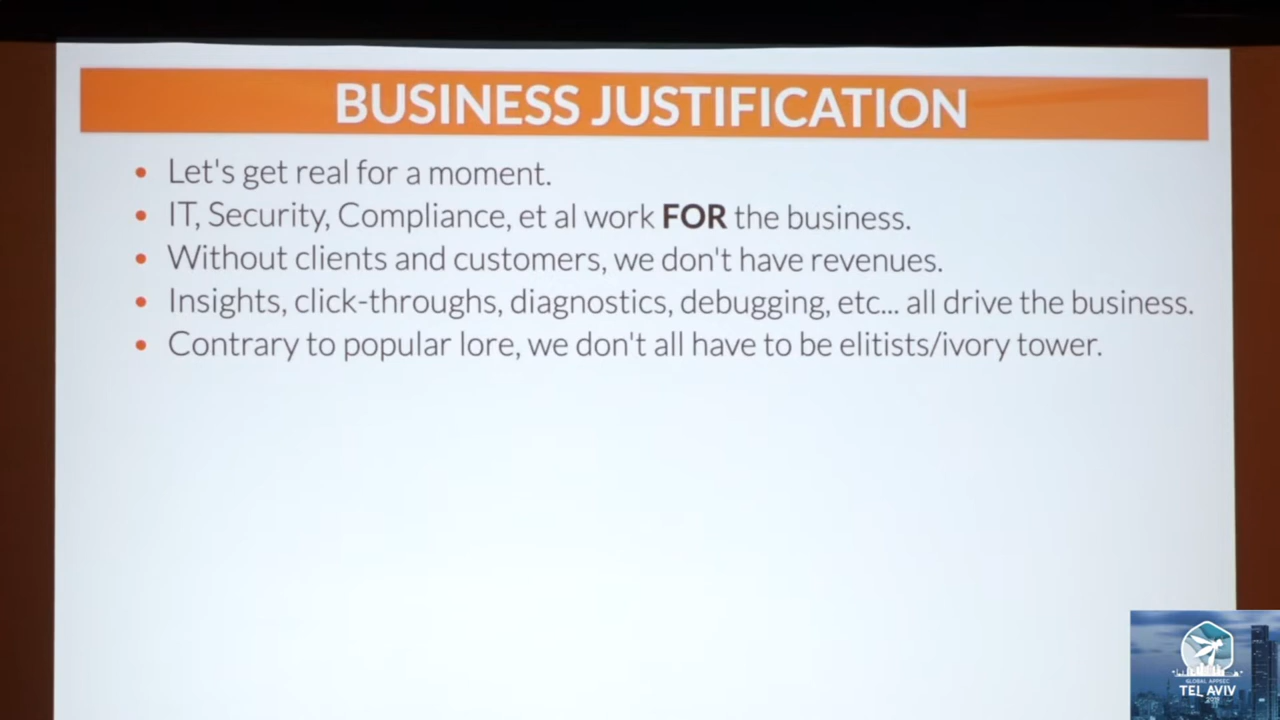 BUSINESS JUSTIFICATION
Let's get real for a moment.
IT, Security, Compliance, et al work FOR the business.
Without clients and customers, we don't have revenues.
Insights, click-throughs, diagnostics, debugging, etc... all drive the business.
Contrary to popular lore, we don't all have to be elitists/ivory tower.
GLOBAL APPSEC
TEL AVIV